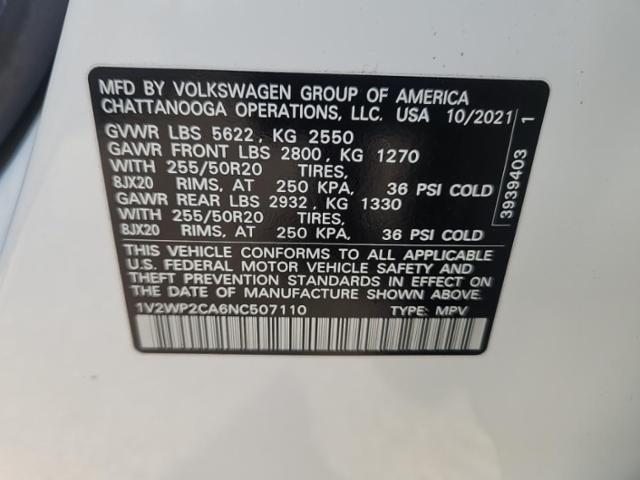 MFD BY VOLKSWAGEN GROUP OF AMERICA
CHATTANOOGA OPERATIONS, LLC. USA 10/2021
GVWR LBS 5622, KG 2550
GAWR FRONT LBS 2800, KG 1270
WITH 255/50R20 TIRES,
8JX20 RIMS, AT 250 KPA, 36 PSI COLD
GAWR REAR LBS 2932, KG 1330
WITH 255/50R20 TIRES,
8JX20 RIMS, AT 250 KPA, 36 PSI COLD
THIS VEHICLE CONFORMS TO ALL APPLICABLE
U.S. FEDERAL MOTOR VEHICLE SAFETY AND
THEFT PREVENTION STANDARDS IN EFFECT ON
THE DATE OF MANUFACTURE SHOWN ABOVE.
1V2WP2CA6NC507110 TYPE: MPV
3939403 1